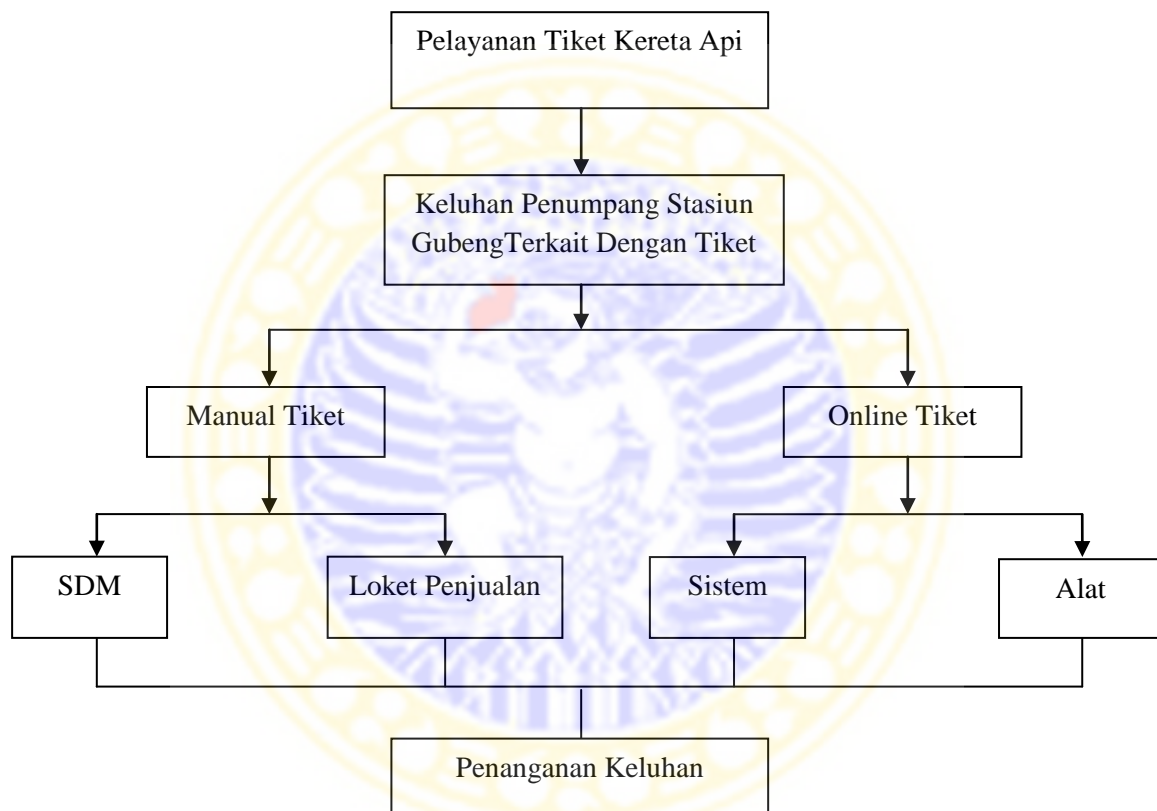 Pelayanan Tiket Kereta Api
Keluhan Penumpang Stasiun
GubengTerkait Dengan Tiket
Manual Tiket
Online Tiket
SDM
Loket Penjualan
Sistem
Alat
Penanganan Keluhan